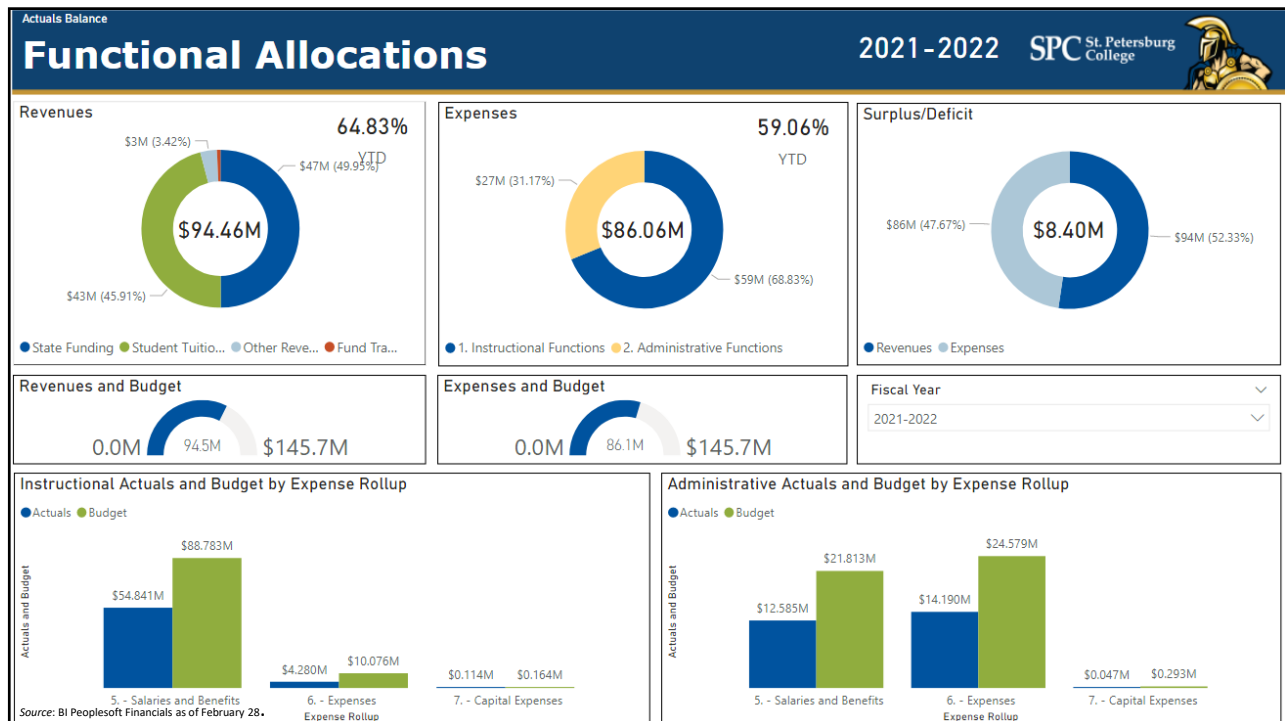 Actuals Balance
Functional Allocations
2021-2022
SPC St. Petersburg
College
Revenues
64.83%
YTD
$3M (3.42%)
$47M (49.95%)
$94.46M
$43M (45.91%)
State Funding Student Tuitio... Other Reve... Fund Tra...
Expenses
59.06%
YTD
$27M (31.17%)
$86.06M
$59M (68.83%)
1. Instructional Functions 2. Administrative Functions
Surplus/Deficit
$86M (47.67%)
$8.40M
$94M (52.33%)
Revenues Expenses
Revenues and Budget
0.0M 94.5M $145.7M
Expenses and Budget
0.0M 86.1M $145.7M
Fiscal Year
2021-2022
Instructional Actuals and Budget by Expense Rollup
Actuals Budget
Actuals and Budget
$88.783M
$54.841M
$4.280M
$10.076M
$0.114M
$0.164M
5. - Salaries and Benefits
6. - Expenses
7. - Capital Expenses
Expense Rollup
Source: BI Peoplesoft Financials as of February 28.
Administrative Actuals and Budget by Expense Rollup
Actuals Budget
Actuals and Budget
$12.585M
$21.813M
$14.190M
$24.579M
$0.047M
$0.293M
5. - Salaries and Benefits
6. - Expenses
7. - Capital Expenses
Expense Rollup